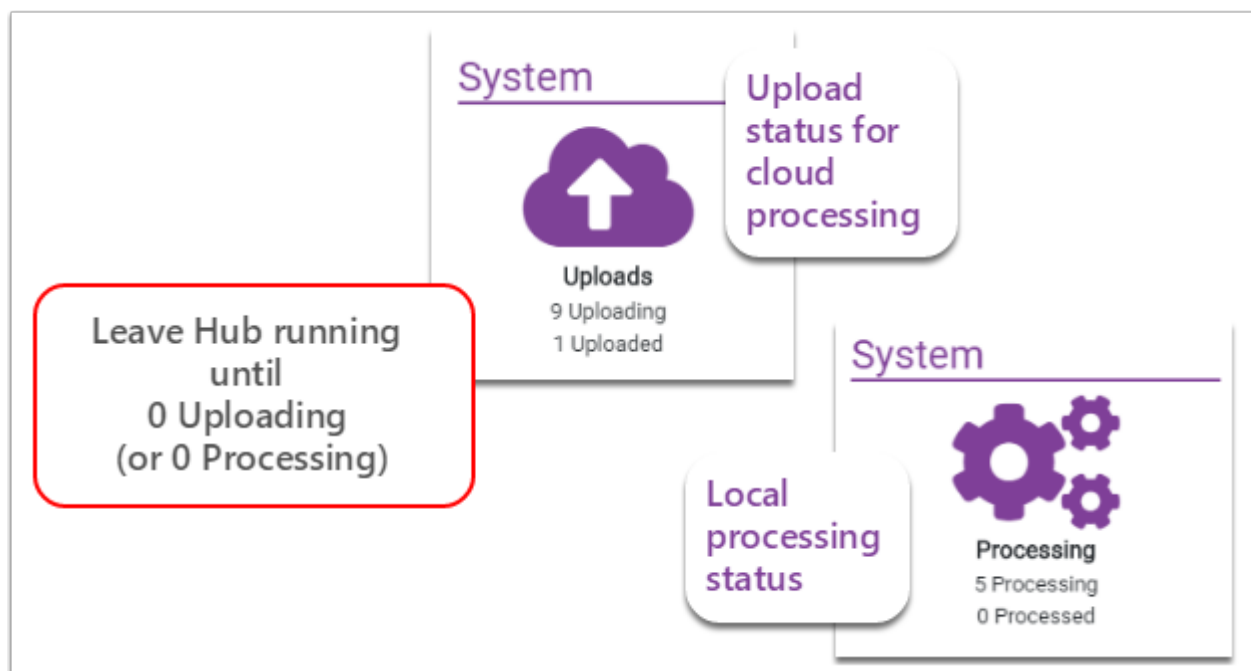 System
Upload
status for
cloud
processing
Uploads
9 Uploading
1 Uploaded
Leave Hub running
until
0 Uploading
(or 0 Processing)
System
Local
processing
status
Processing
5 Processing
0 Processed